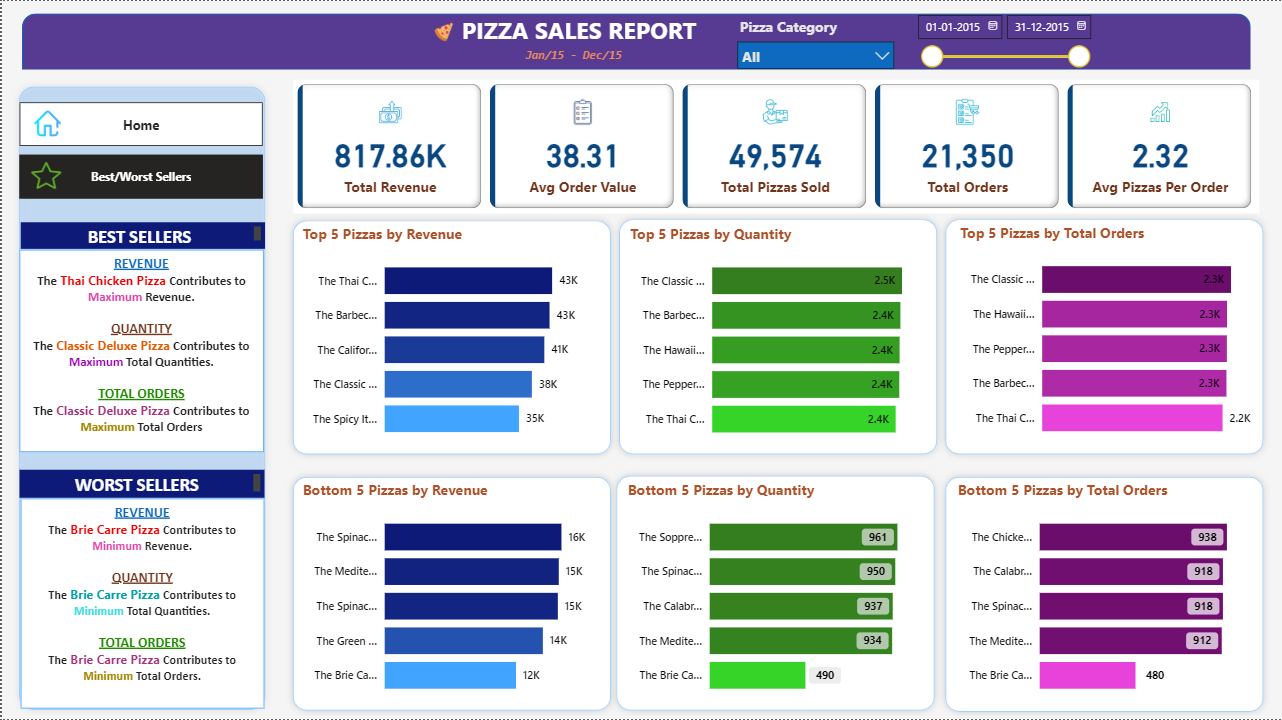 PIZZA SALES REPORT
Jan/15 - Dec/15
Pizza Category
All
01-01-2015
31-12-2015
Home
Best/Worst Sellers
817.86K
Total Revenue
38.31
Avg Order Value
49,574
Total Pizzas Sold
21,350
Total Orders
2.32
Avg Pizzas Per Order
BEST SELLERS
REVENUE
The Thai Chicken Pizza Contributes to
Maximum Revenue.
QUANTITY
The Classic Deluxe Pizza Contributes to
Maximum Total Quantities.
TOTAL ORDERS
The Classic Deluxe Pizza Contributes to
Maximum Total Orders
WORST SELLERS
REVENUE
The Brie Carre Pizza Contributes to
Minimum Revenue.
QUANTITY
The Brie Carre Pizza Contributes to
Minimum Total Quantities.
TOTAL ORDERS
The Brie Carre Pizza Contributes to
Minimum Total Orders.
Top 5 Pizzas by Revenue
The Thai C... 43K
The Barbec... 43K
The Califor... 41K
The Classic ... 38K
The Spicy It... 35K
Top 5 Pizzas by Quantity
The Classic ... 2.5K
The Barbec... 2.4K
The Hawaii... 2.4K
The Pepper... 2.4K
The Thai C... 2.4K
Top 5 Pizzas by Total Orders
The Classic ... 2.3K
The Hawaii... 2.3K
The Pepper... 2.3K
The Barbec... 2.3K
The Thai C... 2.2K
Bottom 5 Pizzas by Revenue
The Spinac... 16K
The Medite... 15K
The Spinac... 15K
The Green ... 14K
The Brie Ca... 12K
Bottom 5 Pizzas by Quantity
The Soppre... 961
The Spinac... 950
The Calabr... 937
The Medite... 934
The Brie Ca... 490
Bottom 5 Pizzas by Total Orders
The Chicke... 938
The Calabr... 918
The Spinac... 918
The Medite... 912
The Brie Ca... 480